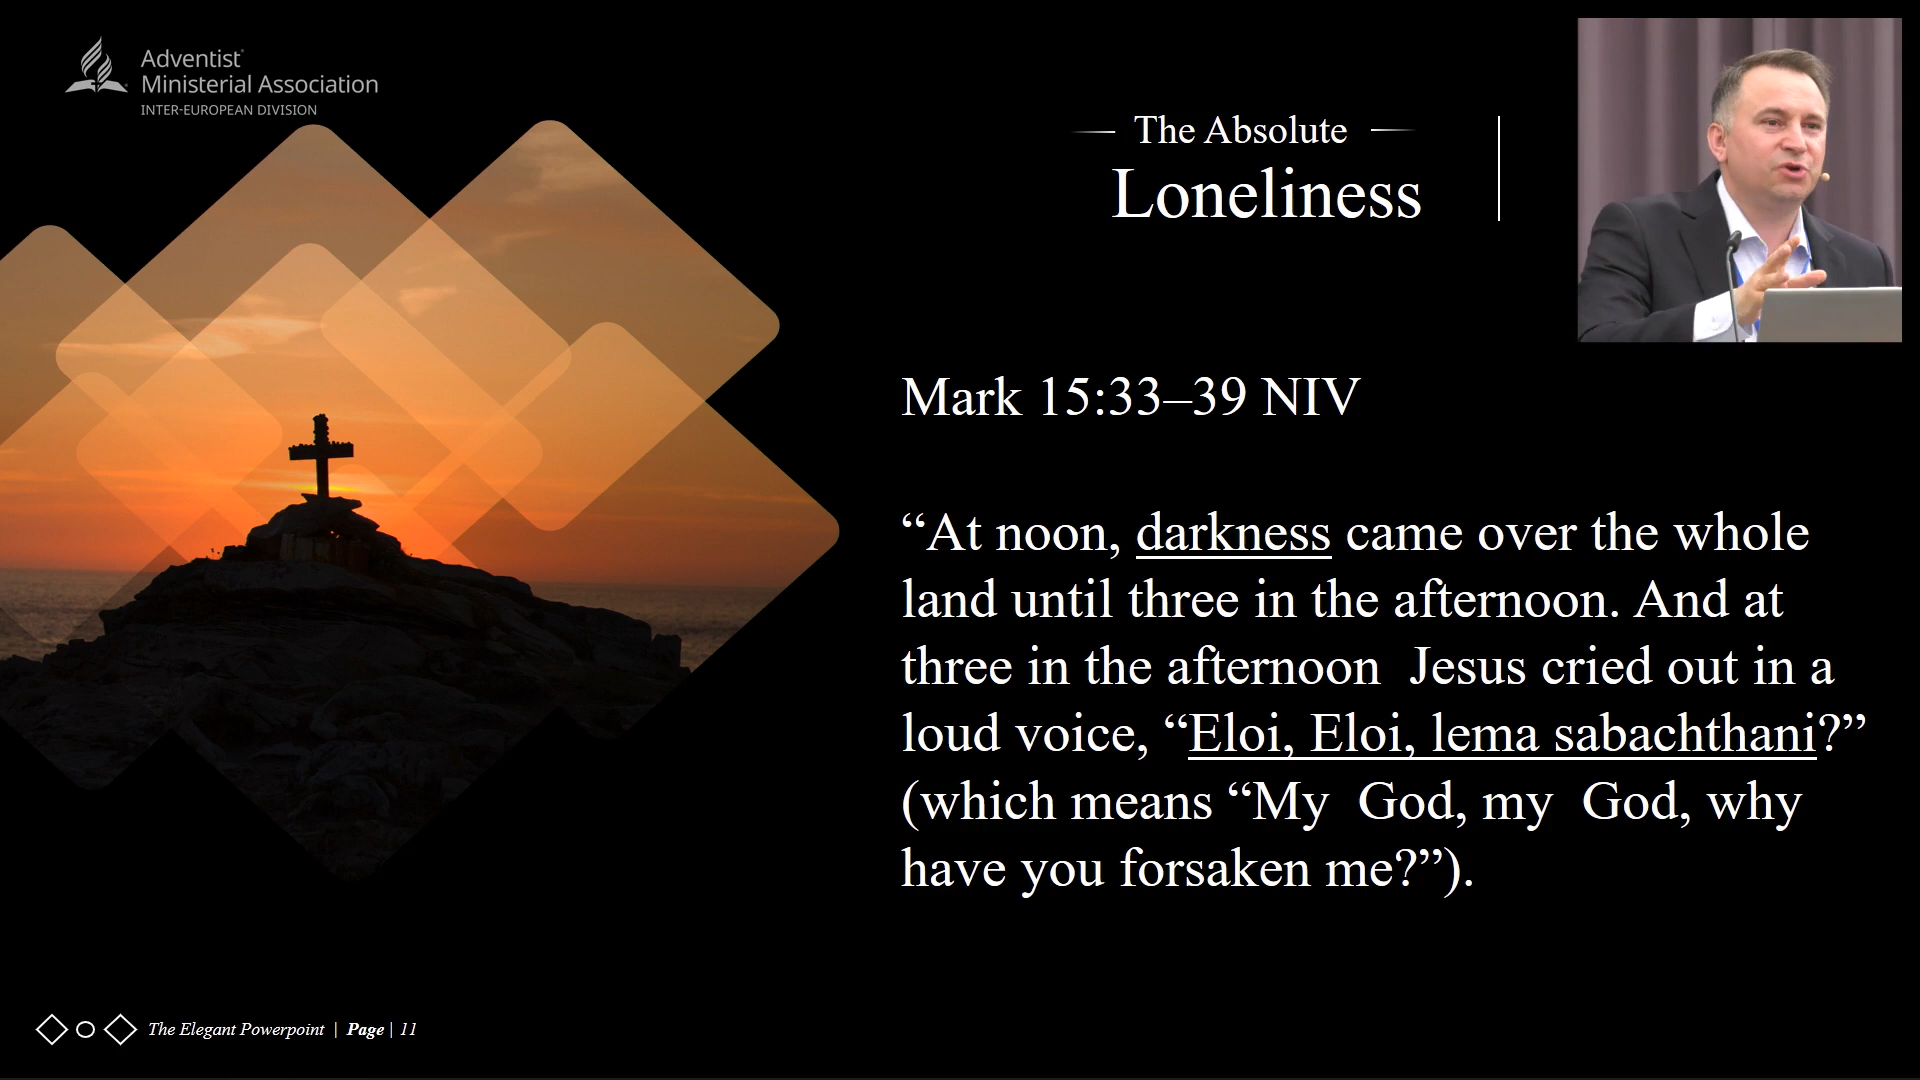 Adventist
Ministerial Association
INTER-EUROPEAN DIVISION
The Absolute
Loneliness
Mark 15:33–39 NIV
“At noon, darkness came over the whole
land until three in the afternoon. And at
three in the afternoon  Jesus cried out in a
loud voice, “Eloi, Eloi, lema sabachthani?”
(which means “My  God, my  God, why
have you forsaken me?”).
The Elegant Powerpoint | Page | 11